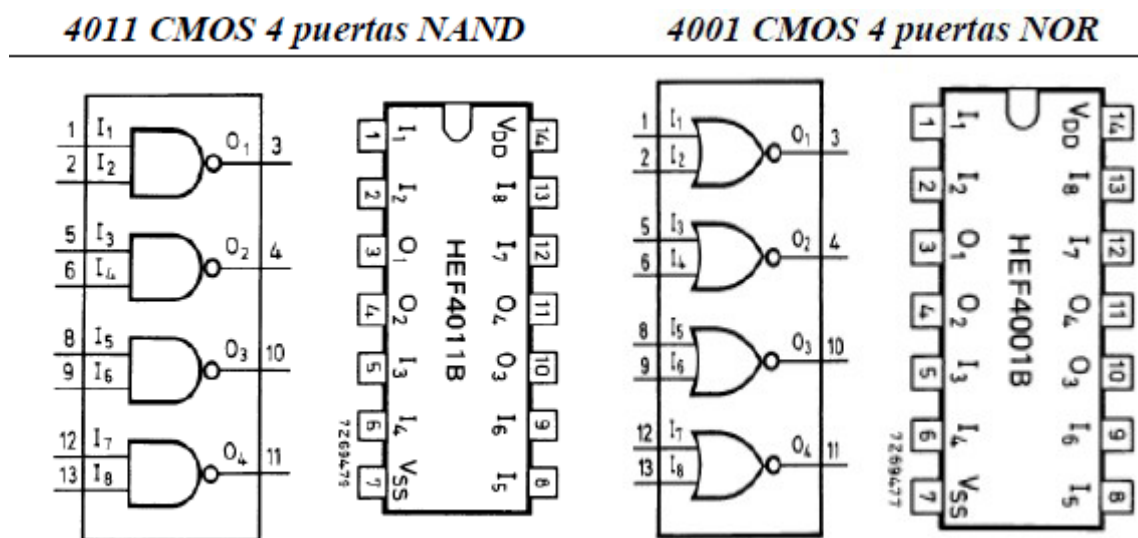 4011 CMOS 4 puertas NAND
4001 CMOS 4 puertas NOR
1 I1
2 I2
O1 3
5 I3
6 I4
O2 4
8 I5
9 I6
O3 10
12 I7
13 I8
O4 11
1 I1
2 I2
3 O1
4 O2
5 I3
6 I4
7 VSS
HEF4011B
VDD 14
I8 13
I7 12
O4 11
O3 10
I6 9
I5 8
7Z69479
1 I1
2 I2
O1 3
5 I3
6 I4
O2 4
8 I5
9 I6
O3 10
12 I7
13 I8
O4 11
1 I1
2 I2
3 O1
4 O2
5 I3
6 I4
7 VSS
HEF4001B
VDD 14
I8 13
I7 12
O4 11
O3 10
I6 9
I5 8
7Z69477